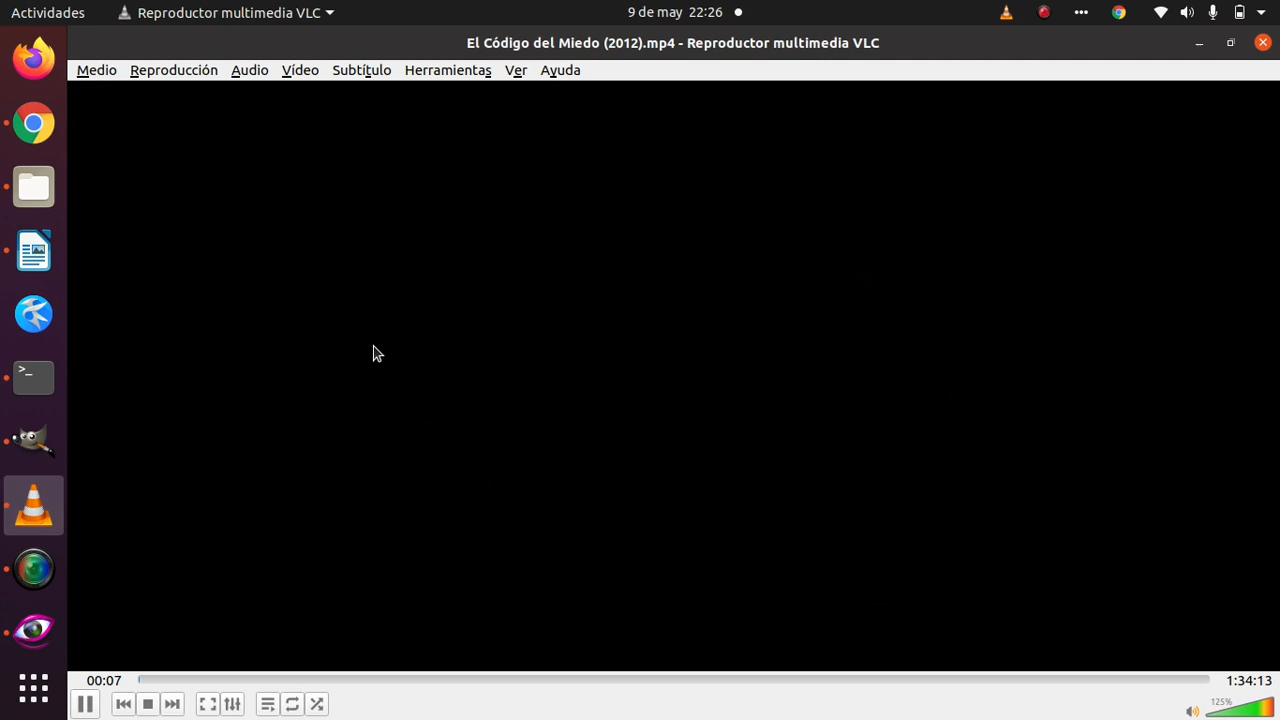 Actividades
Reproductor multimedia VLC
9 de may 22:26
El Código del Miedo (2012).mp4 - Reproductor multimedia VLC
Medio Reproducción Audio Vídeo Subtítulo Herramientas Ver Ayuda
>_
00:07
1:34:13
125%